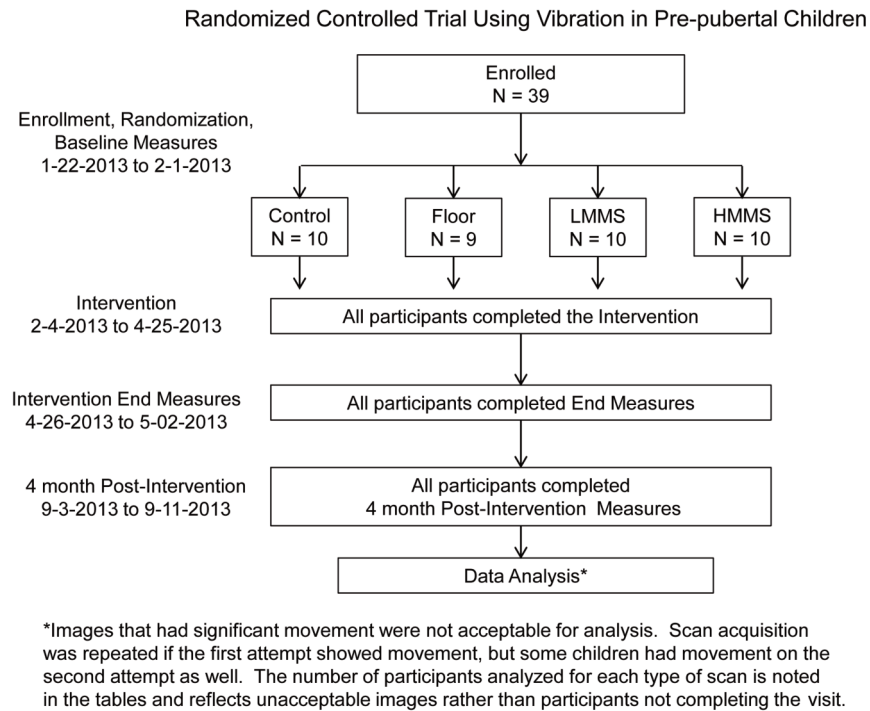 Randomized Controlled Trial Using Vibration in Pre-pubertal Children
Enrolled
N = 39
Enrollment, Randomization,
Baseline Measures
1-22-2013 to 2-1-2013
Control
N = 10
Floor
N = 9
LMMS
N = 10
HMMS
N = 10
Intervention
2-4-2013 to 4-25-2013
All participants completed the Intervention
Intervention End Measures
4-26-2013 to 5-02-2013
All participants completed End Measures
4 month Post-Intervention
9-3-2013 to 9-11-2013
All participants completed
4 month Post-Intervention Measures
Data Analysis*
*Images that had significant movement were not acceptable for analysis. Scan acquisition
was repeated if the first attempt showed movement, but some children had movement on the
second attempt as well. The number of participants analyzed for each type of scan is noted
in the tables and reflects unacceptable images rather than participants not completing the visit.